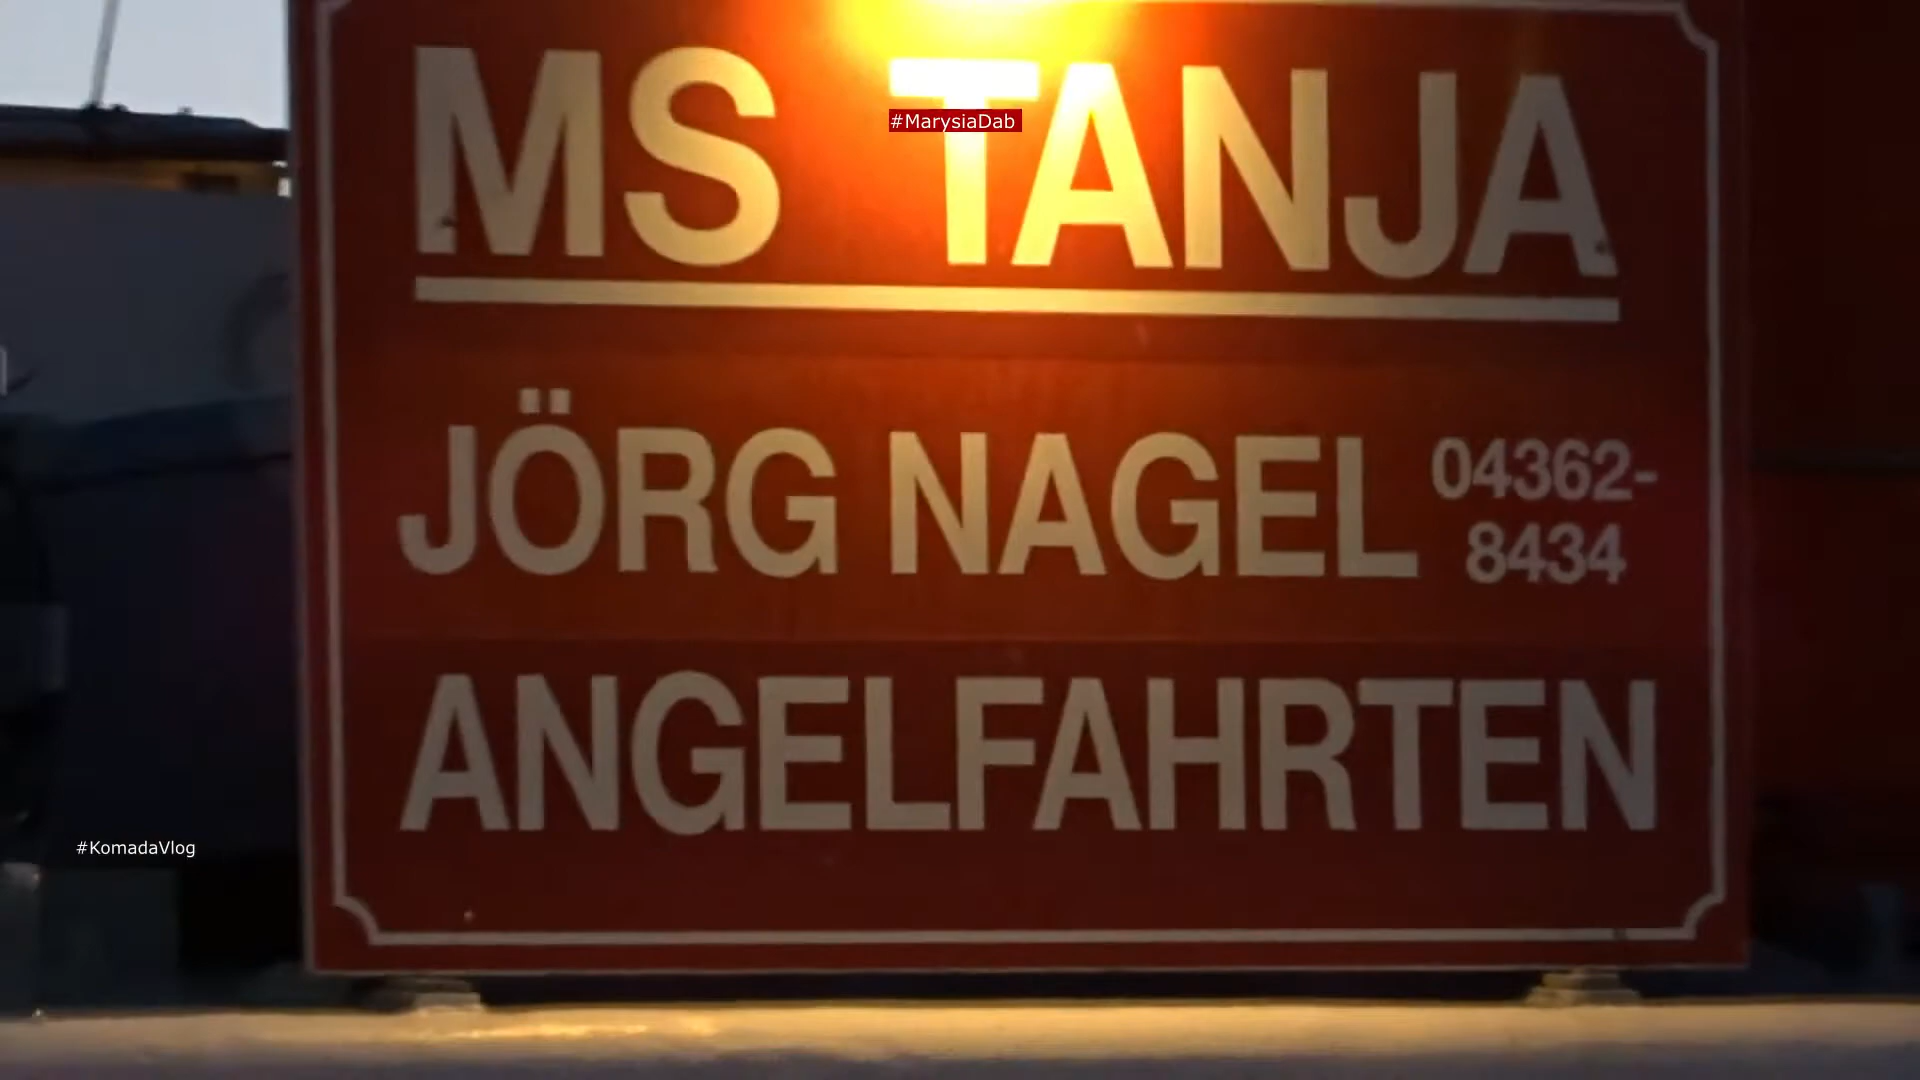 MS TANJA
#MarysiaDab
JÖRG NAGEL 04362-
8434
ANGELFAHRTEN
#KomadaVlog